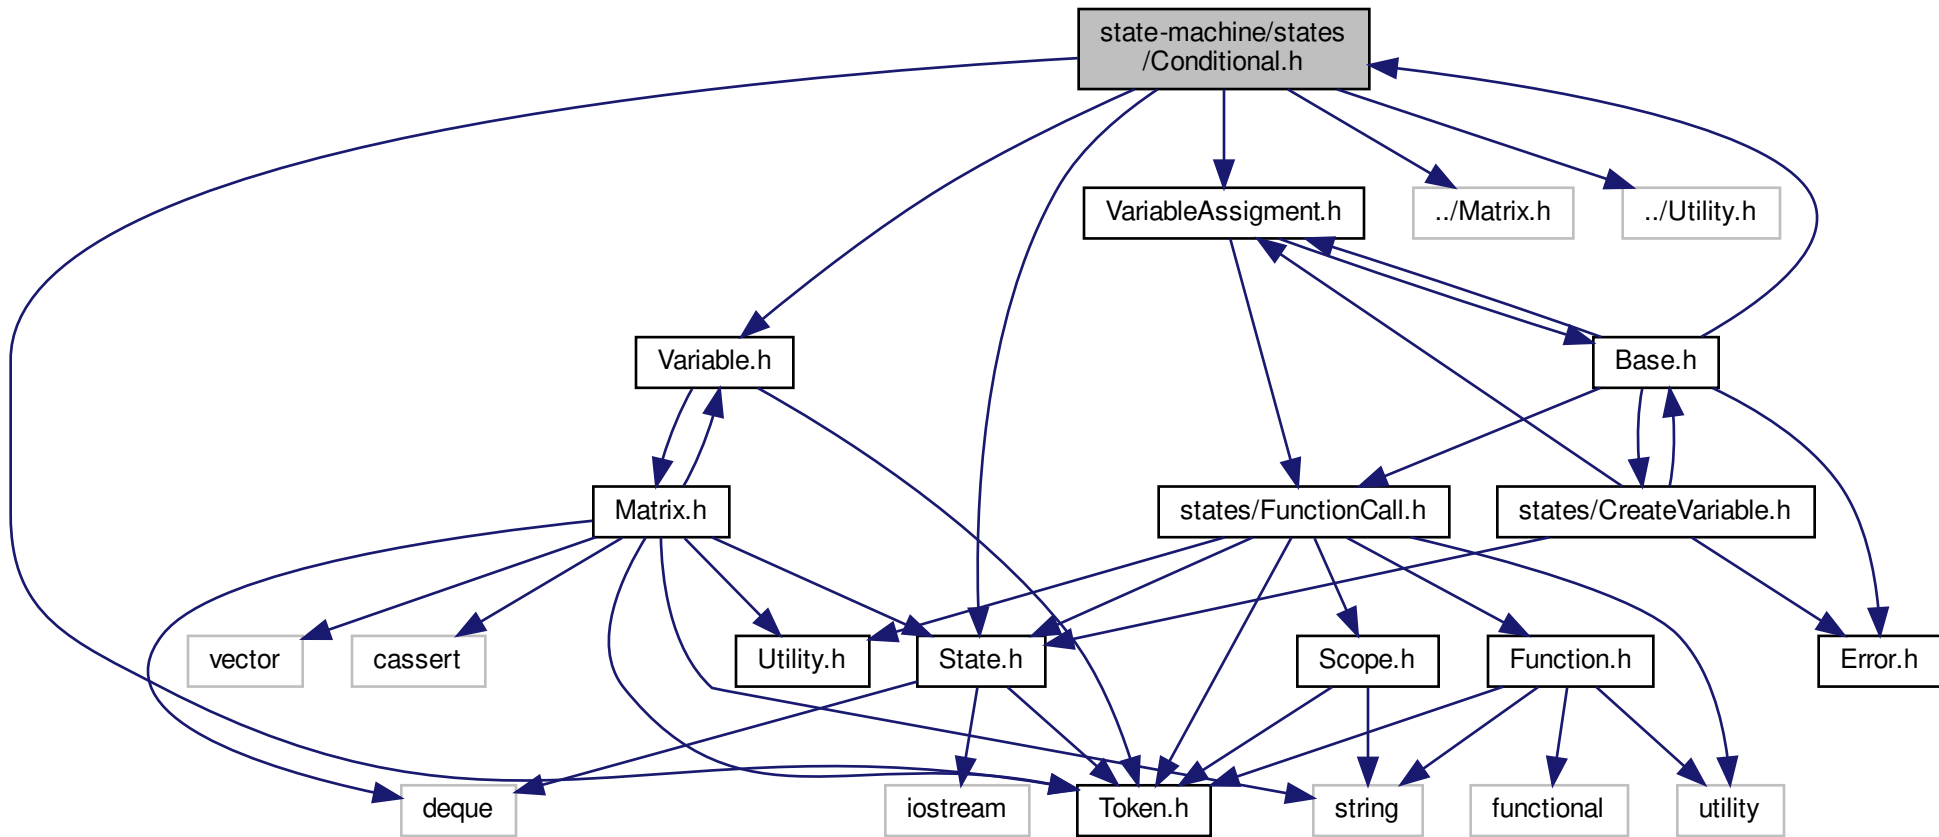 state-machine/states
/Conditional.h
VariableAssigment.h
../Matrix.h
../Utility.h
Variable.h
Base.h
Matrix.h
states/FunctionCall.h
states/CreateVariable.h
vector
cassert
Utility.h
State.h
Scope.h
Function.h
Error.h
deque
iostream
Token.h
string
functional
utility